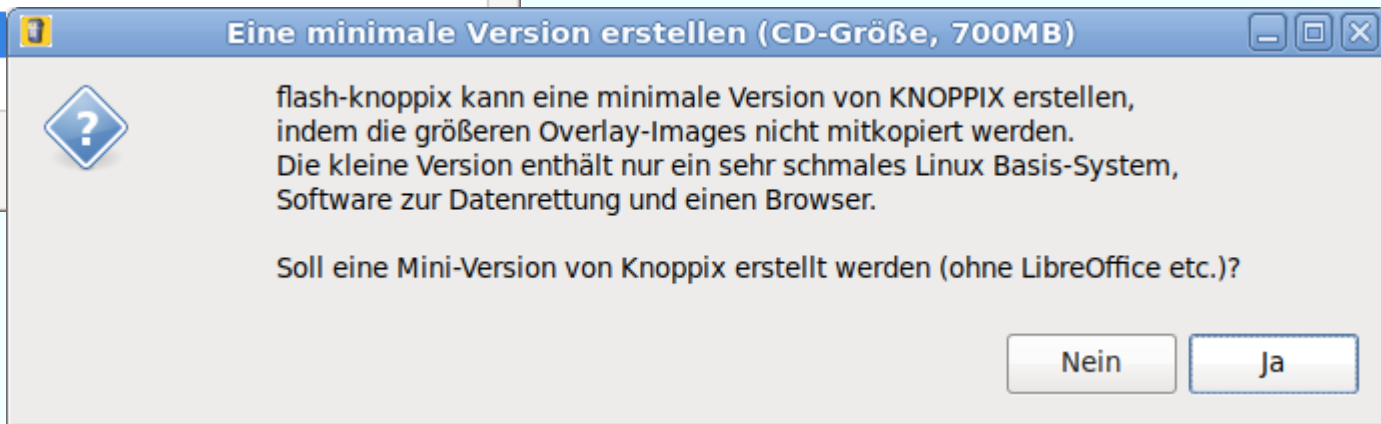 Eine minimale Version erstellen (CD-Größe, 700MB)
flash-knoppix kann eine minimale Version von KNOPPIX erstellen,
indem die größeren Overlay-Images nicht mitkopiert werden.
Die kleine Version enthält nur ein sehr schmales Linux Basis-System,
Software zur Datenrettung und einen Browser.
Soll eine Mini-Version von Knoppix erstellt werden (ohne LibreOffice etc.)?
Nein
Ja